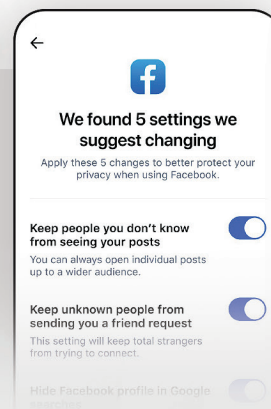 We found 5 settings we
suggest changing
Apply these 5 changes to better protect your
privacy when using Facebook.
Keep people you don't know
from seeing your posts
You can always open individual posts
up to a wider audience.
Keep unknown people from
sending you a friend request
This setting will keep total strangers
from trying to connect.
Hide Facebook profile in Google
searches